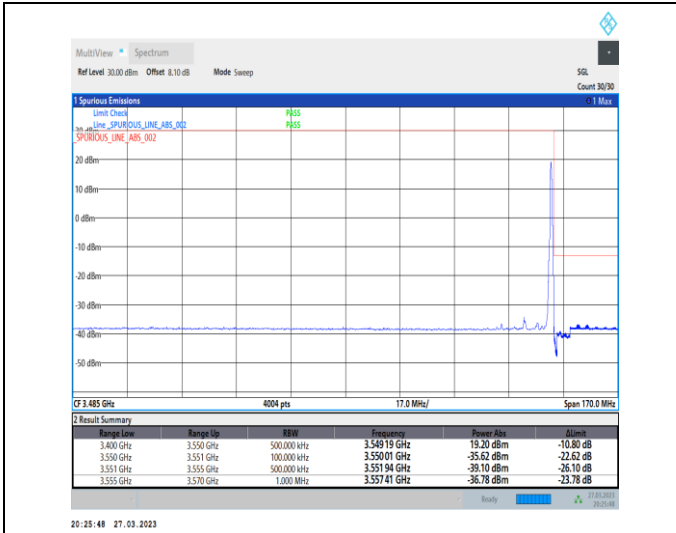 MultiView Spectrum
Ref Level 30.00 dBm Offset 8.10 dB Mode Sweep SGL
Count 30/30
1 Spurious Emissions 1 Max
Limit Check PASS
Line _SPURIOUS_LINE_ABS_002 PASS
_SPURIOUS_LINE_ABS_002
20 dBm
10 dBm
0 dBm
-10 dBm
-20 dBm
-30 dBm
-40 dBm
-50 dBm
CF 3.485 GHz 4004 pts 17.0 MHz/ Span 170.0 MHz
2 Result Summary
Range Low Range Up RBW Frequency Power Abs ΔLimit
3.400 GHz 3.550 GHz 500.000 kHz 3.549 19 GHz 19.20 dBm -10.80 dB
3.550 GHz 3.551 GHz 100.000 kHz 3.550 01 GHz -35.62 dBm -22.62 dB
3.551 GHz 3.555 GHz 500.000 kHz 3.551 94 GHz -39.10 dBm -26.10 dB
3.555 GHz 3.570 GHz 1.000 MHz 3.557 41 GHz -36.78 dBm -23.78 dB
Ready 27.03.2023
20:25:48
20:25:48 27.03.2023